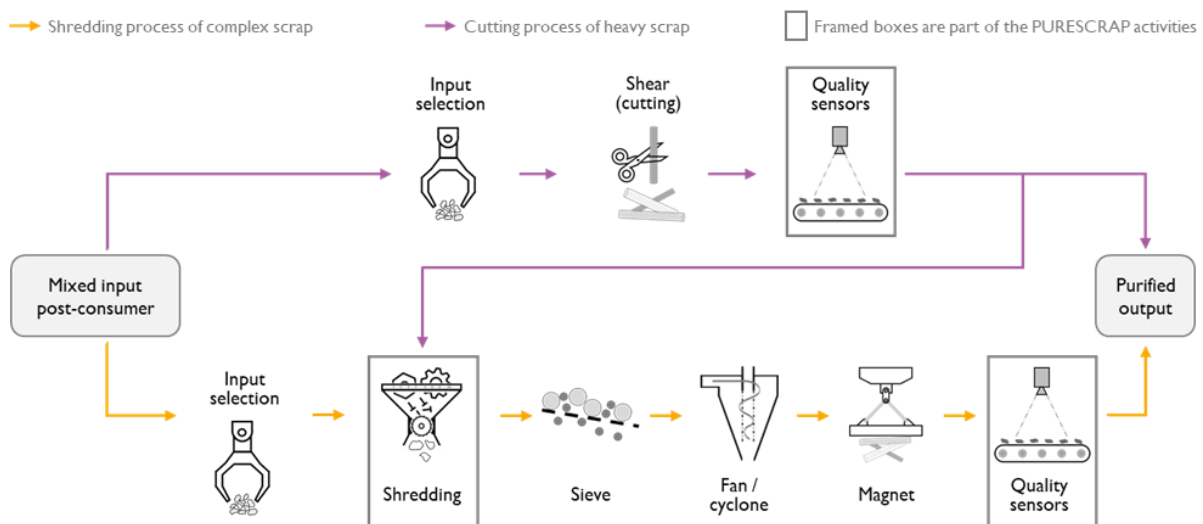 Shredding process of complex scrap
Cutting process of heavy scrap
Framed boxes are part of the PURESCRAP activities
Input
selection
Shear
(cutting)
Quality
sensors
Mixed input
post-consumer
Purified
output
Input
selection
Shredding
Sieve
Fan /
cyclone
Magnet
Quality
sensors